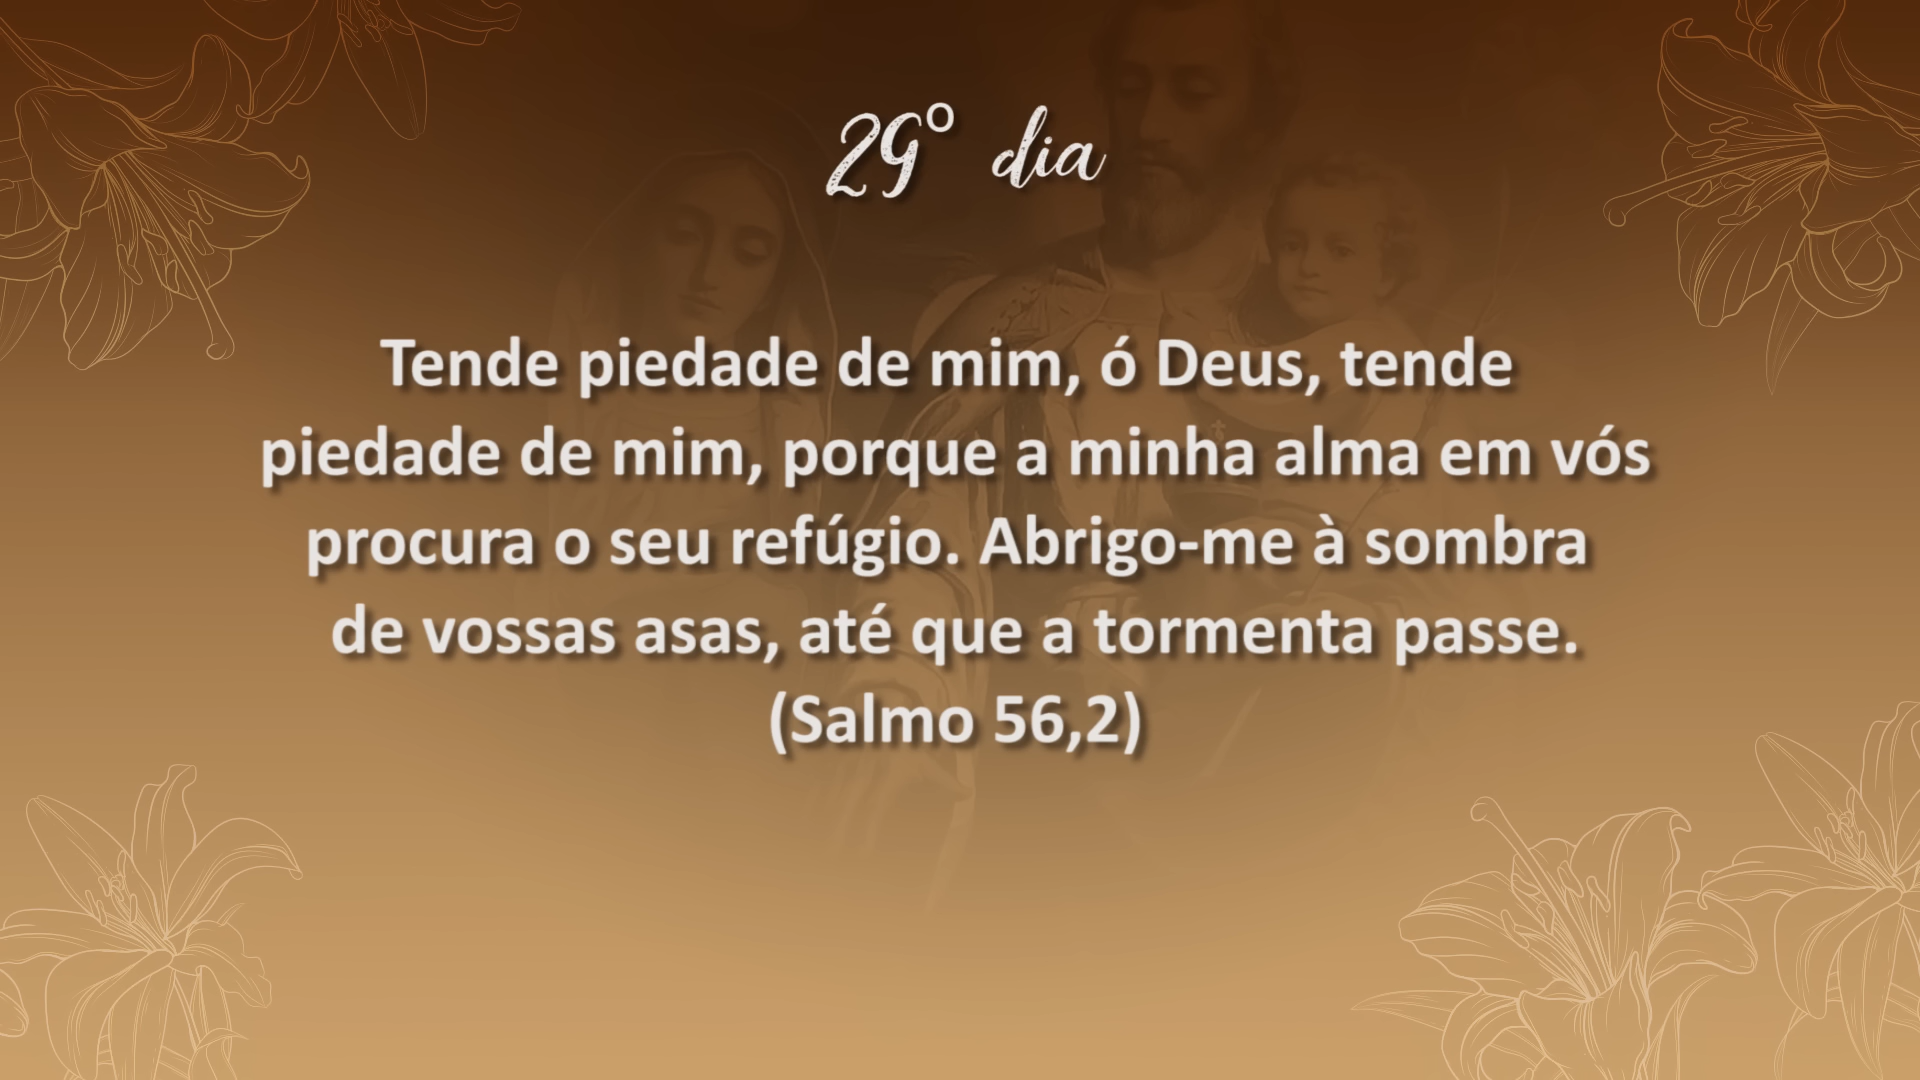 29º dia
Tende piedade de mim, ó Deus, tende
piedade de mim, porque a minha alma em vós
procura o seu refúgio. Abrigo-me à sombra
de vossas asas, até que a tormenta passe.
(Salmo 56,2)